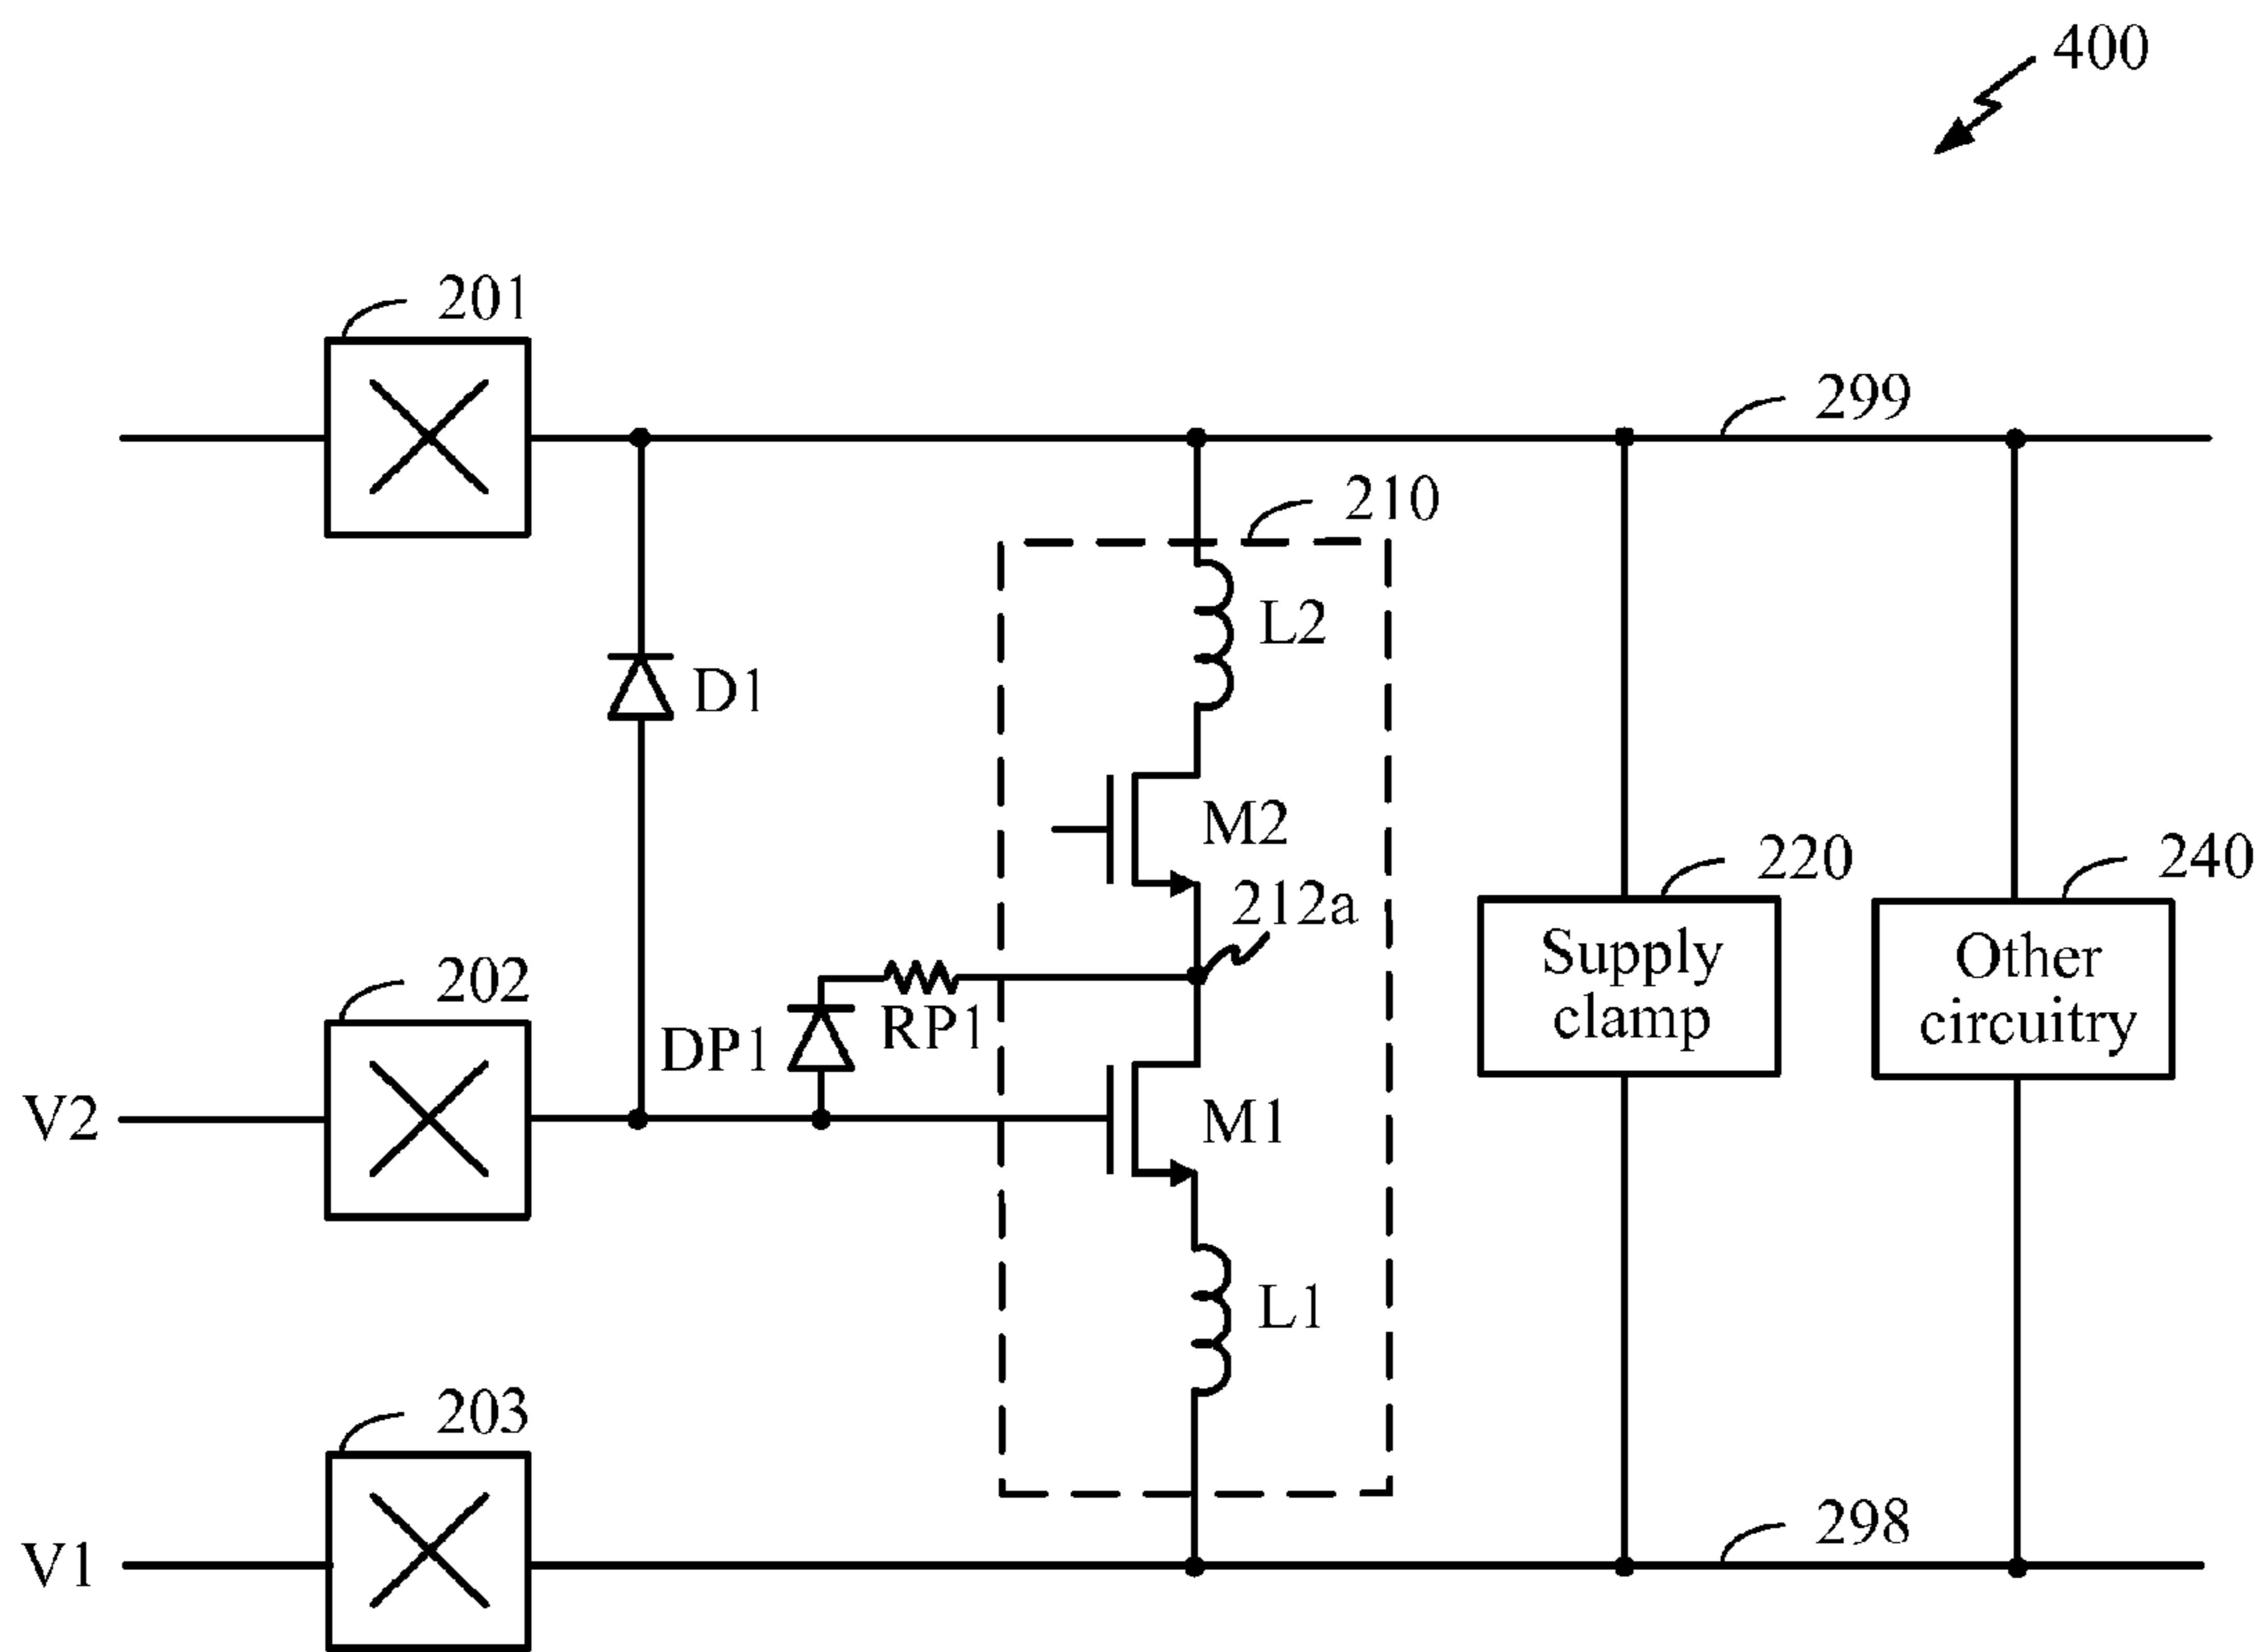 400
201
299
210
L2
D1
M2
220
240
212a
Supply
clamp
Other
circuitry
202
RP1
DP1
V2
M1
L1
203
298
V1